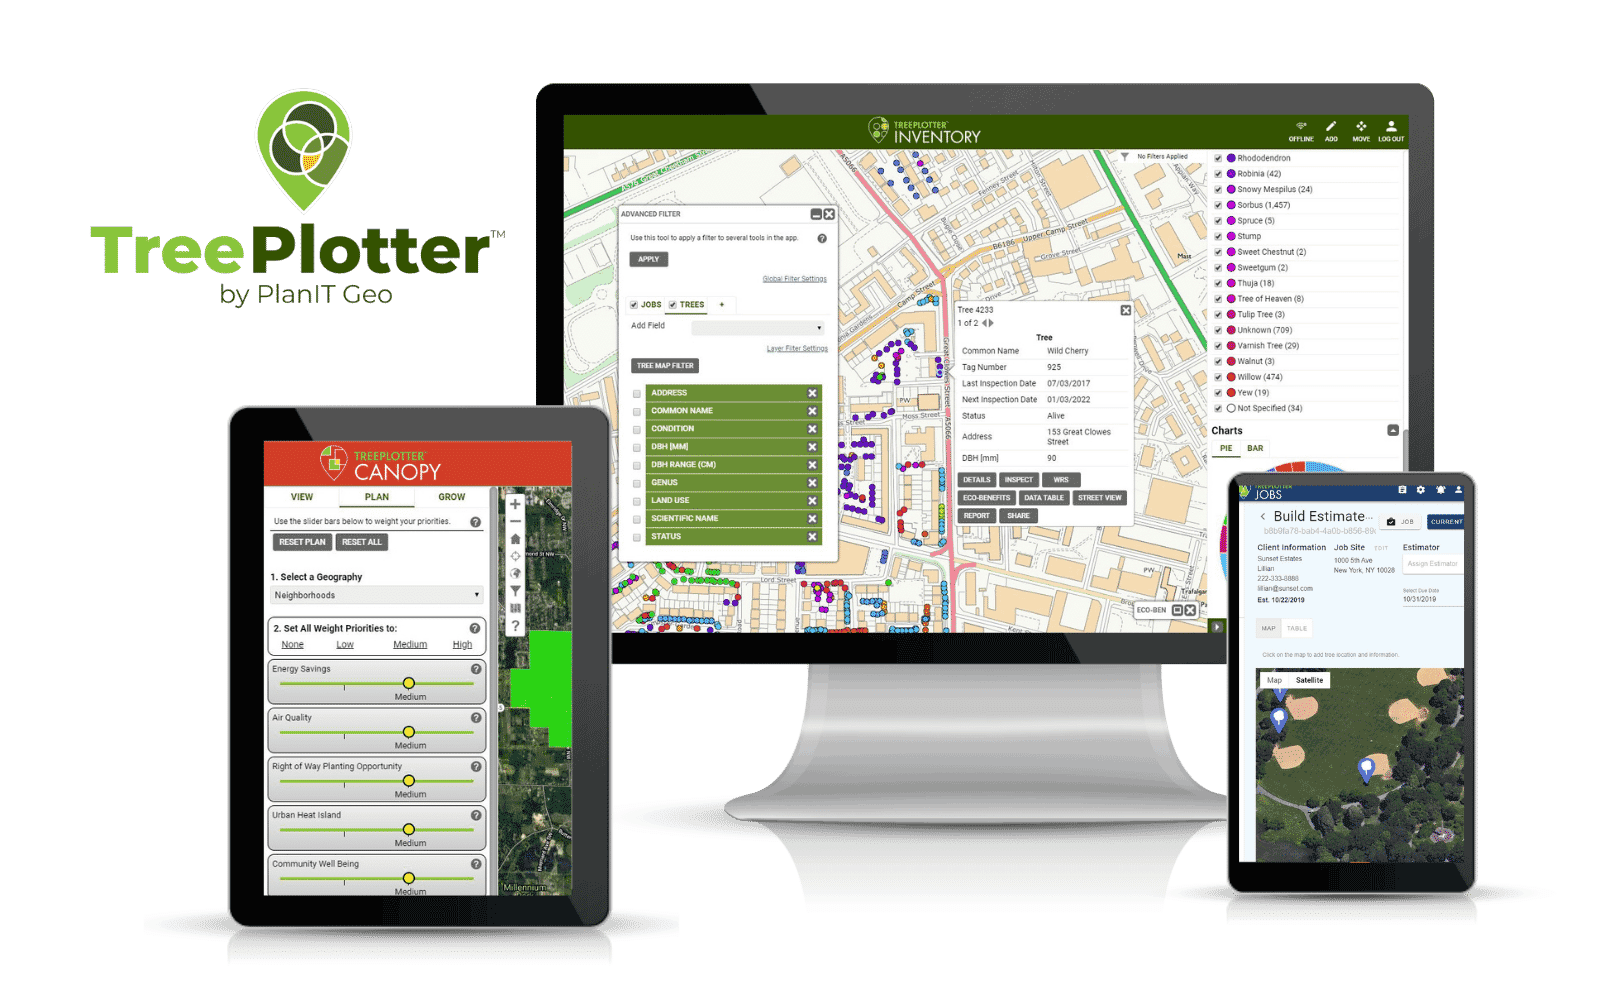 TreePlotter™
by PlanIT Geo
TREEPLOTTER™
INVENTORY
OFFLINE
ADD
MOVE
LOG OUT
No Filters Applied
A576 Great Cheetham Street
A5066
ADVANCED FILTER
Use this tool to apply a filter to several tools in the app.
?
APPLY
Global Filter Settings
JOBS
TREES
+
Add Field
Layer Filter Settings
TREE MAP FILTER
ADDRESS
COMMON NAME
CONDITION
DBH [MM]
DBH RANGE (CM)
GENUS
LAND USE
SCIENTIFIC NAME
STATUS
B6186
Upper Camp Street
Grove Street
Camp Street
Mast
PW
Moss Street
Lord Street
A5066
Tree 4233
1 of 2
Tree
Common Name Wild Cherry
Tag Number 925
Last Inspection Date 07/03/2017
Next Inspection Date 01/03/2022
Status Alive
Address 153 Great Clowes
Street
DBH [mm] 90
DETAILS INSPECT WRS
ECO-BENEFITS DATA TABLE STREET VIEW
REPORT SHARE
PW
ECO-BEN
Rhododendron
Robinia (42)
Snowy Mespilus (24)
Sorbus (1,457)
Spruce (5)
Stump
Sweet Chestnut (2)
Sweetgum (2)
Thuja (18)
Tree of Heaven (8)
Tulip Tree (3)
Unknown (709)
Varnish Tree (29)
Walnut (3)
Willow (474)
Yew (19)
Not Specified (34)
Charts
PIE BAR
TREEPLOTTER™
CANOPY
VIEW PLAN GROW
Use the slider bars below to weight your priorities.
?
RESET PLAN RESET ALL
1. Select a Geography
Neighborhoods
2. Set All Weight Priorities to:
?
None Low Medium High
Energy Savings
?
Medium
Air Quality
?
Medium
Right of Way Planting Opportunity
?
Medium
Urban Heat Island
?
Medium
Community Well Being
?
Medium
?
Millennium
TREEPLOTTER
JOBS
Build Estimate...
JOB
CURRENT
Client Information
Sunset Estates
Lillian
222-333-8886
lillian@sunset.com
Est. 10/22/2019
Job Site EDIT
1000 5th Ave
New York, NY 10028
Estimator
Assign Estimator
Select Due Date
10/31/2019
MAP TABLE
Click on the map to add tree location and information.
Map Satellite